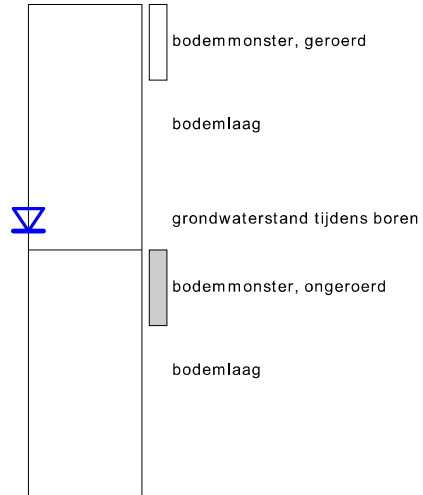 bodemmonster, geroerd
bodemlaag
grondwaterstand tijdens boren
bodemmonster, ongeroerd
bodemlaag